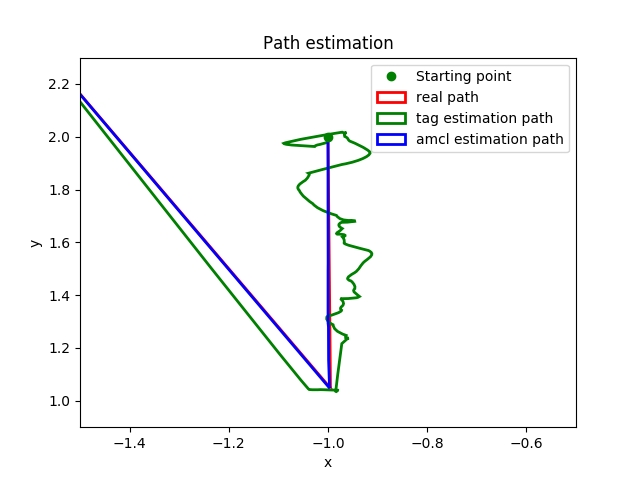 Path estimation
Starting point
real path
tag estimation path
amcl estimation path
y
2.2
2.0
1.8
1.6
1.4
1.2
1.0
−1.4
−1.2
−1.0
−0.8
−0.6
x